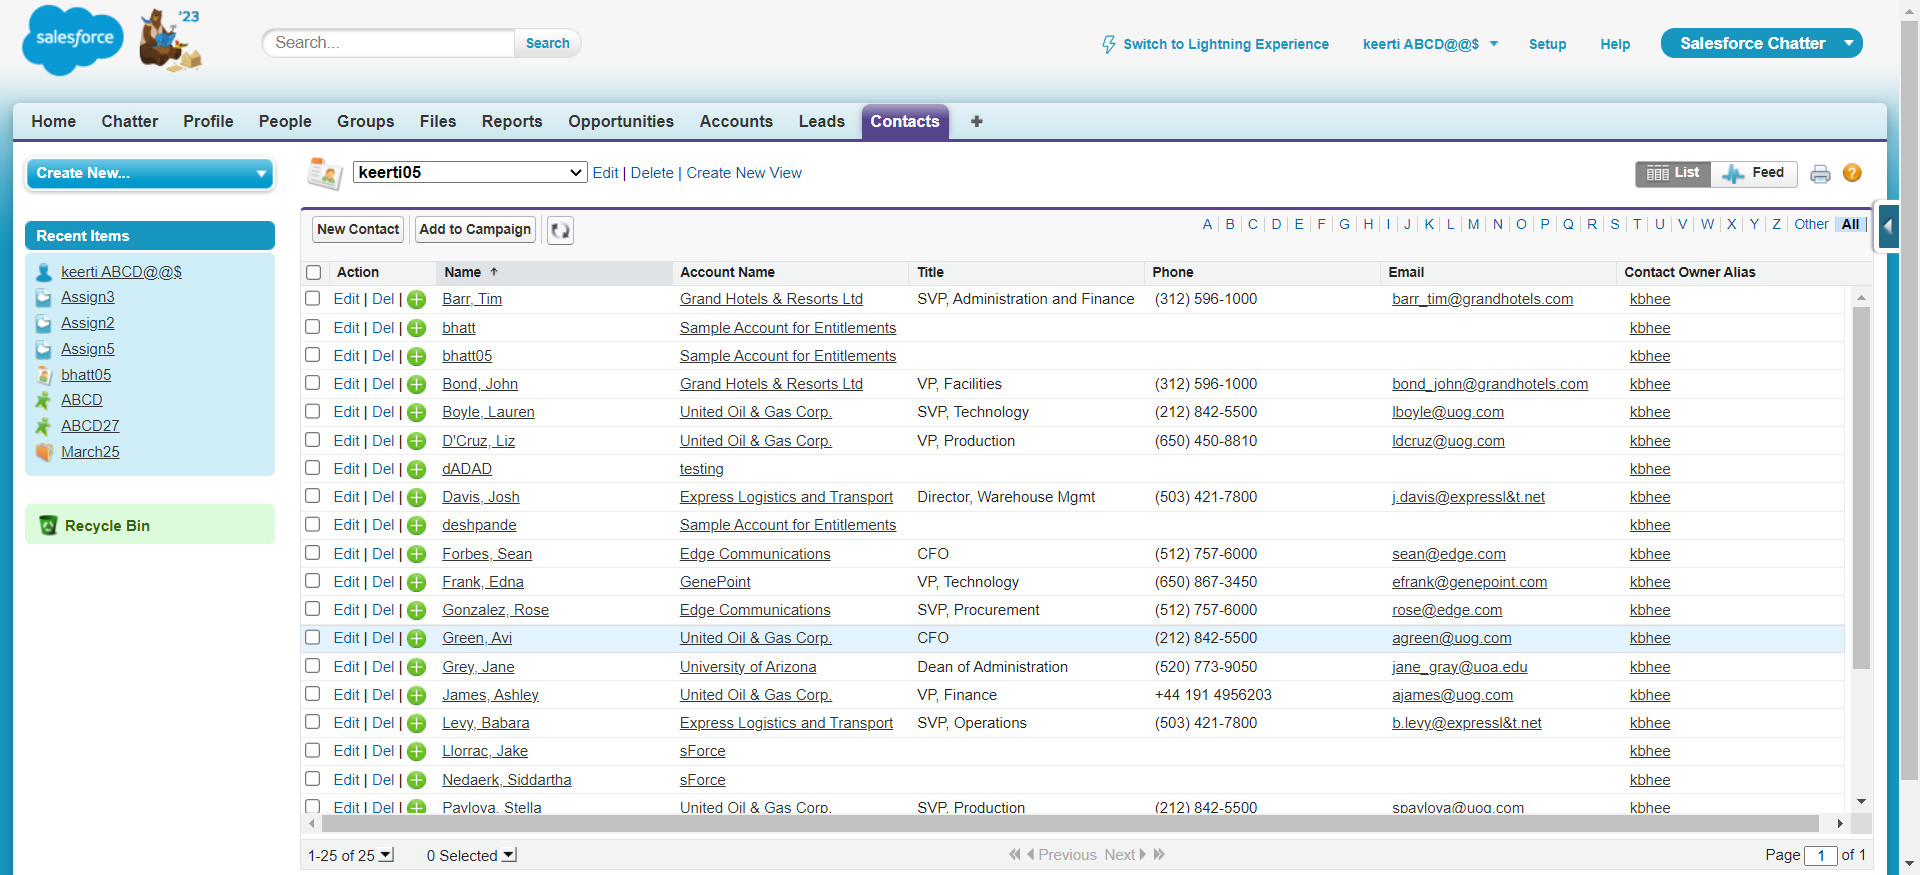 salesforce
'23
Search...
Search
Switch to Lightning Experience
keerti ABCD@@$
Setup
Help
Salesforce Chatter
Home Chatter Profile People Groups Files Reports Opportunities Accounts Leads Contacts
Create New...
keerti05
Edit | Delete | Create New View
List
Feed
Recent Items
keerti ABCD@@$
Assign3
Assign2
Assign5
bhatt05
ABCD
ABCD27
March25
Recycle Bin
New Contact
Add to Campaign
A B C D E F G H I J K L M N O P Q R S T U V W X Y Z Other All
Action Name Account Name Title Phone Email Contact Owner Alias
Edit | Del | Barr, Tim Grand Hotels & Resorts Ltd SVP, Administration and Finance (312) 596-1000 barr_tim@grandhotels.com kbhee
Edit | Del | bhatt Sample Account for Entitlements kbhee
Edit | Del | bhatt05 Sample Account for Entitlements kbhee
Edit | Del | Bond, John Grand Hotels & Resorts Ltd VP, Facilities (312) 596-1000 bond_john@grandhotels.com kbhee
Edit | Del | Boyle, Lauren United Oil & Gas Corp. SVP, Technology (212) 842-5500 lboyle@uog.com kbhee
Edit | Del | D'Cruz, Liz United Oil & Gas Corp. VP, Production (650) 450-8810 ldcruz@uog.com kbhee
Edit | Del | dADAD testing kbhee
Edit | Del | Davis, Josh Express Logistics and Transport Director, Warehouse Mgmt (503) 421-7800 j.davis@expressl&t.net kbhee
Edit | Del | deshpande Sample Account for Entitlements kbhee
Edit | Del | Forbes, Sean Edge Communications CFO (512) 757-6000 sean@edge.com kbhee
Edit | Del | Frank, Edna GenePoint VP, Technology (650) 867-3450 efrank@genepoint.com kbhee
Edit | Del | Gonzalez, Rose Edge Communications SVP, Procurement (512) 757-6000 rose@edge.com kbhee
Edit | Del | Green, Avi United Oil & Gas Corp. CFO (212) 842-5500 agreen@uog.com kbhee
Edit | Del | Grey, Jane University of Arizona Dean of Administration (520) 773-9050 jane_gray@uoa.edu kbhee
Edit | Del | James, Ashley United Oil & Gas Corp. VP, Finance +44 191 4956203 ajames@uog.com kbhee
Edit | Del | Levy, Babara Express Logistics and Transport SVP, Operations (503) 421-7800 b.levy@expressl&t.net kbhee
Edit | Del | Llorrac, Jake sForce kbhee
Edit | Del | Nedaerk, Siddartha sForce kbhee
Edit | Del | Pavlova, Stella United Oil & Gas Corp. SVP, Production (212) 842-5500 spavlova@uog.com kbhee
1-25 of 25
0 Selected
Previous Next
Page 1 of 1